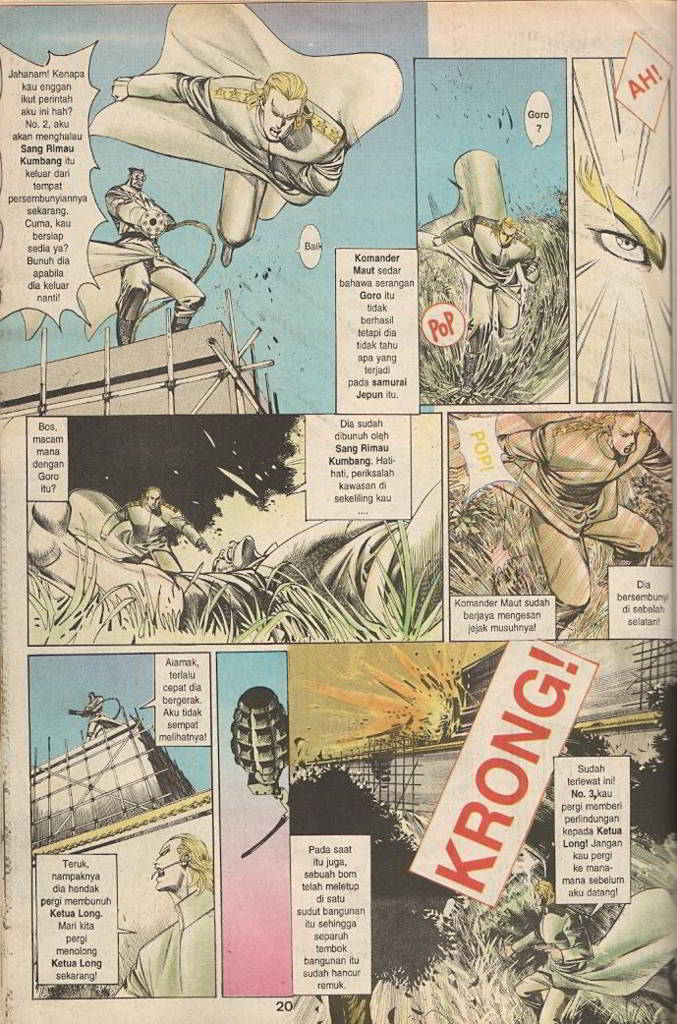 Jahanam! Kenapa
kau enggan
ikut perintah
aku ini hah?
No. 2, aku
akan menghalau
Sang Rimau
Kumbang itu
keluar dari
tempat
persembunyiannya
sekarang.
Cuma, kau
bersiap
sedia ya?
Bunuh dia
apabila
dia keluar
nanti!
Baik
Komander
Maut sedar
bahawa serangan
Goro itu
tidak
berhasil
tetapi dia
tidak tahu
apa yang
terjadi
pada samurai
Jepun itu.
Goro
?
POP
AH!
Bos,
macam
mana
dengan
Goro
itu?
Dia sudah
dibunuh oleh
Sang Rimau
Kumbang. Hati-
hati, periksalah
kawasan di
sekeliling kau
....
POP!
Komander Maut sudah
berjaya mengesan
jejak musuhnya!
Dia
bersembunyi
di sebelah
selatan!
Aiamak,
terlalu
cepat dia
bergerak.
Aku tidak
sempat
melihatnya!
Teruk,
nampaknya
dia hendak
pergi membunuh
Ketua Long.
Mari kita
pergi
menolong
Ketua Long
sekarang!
KRONG!
Pada saat
itu juga,
sebuah bom
telah meletup
di satu
sudut bangunan
itu sehingga
separuh
tembok
bangunan itu
sudah hancur
remuk.
Sudah
terlewat ini!
No. 3, kau
pergi memberi
perlindungan
kepada Ketua
Long! Jangan
kau pergi
ke mana-
mana sebelum
aku datang!
20